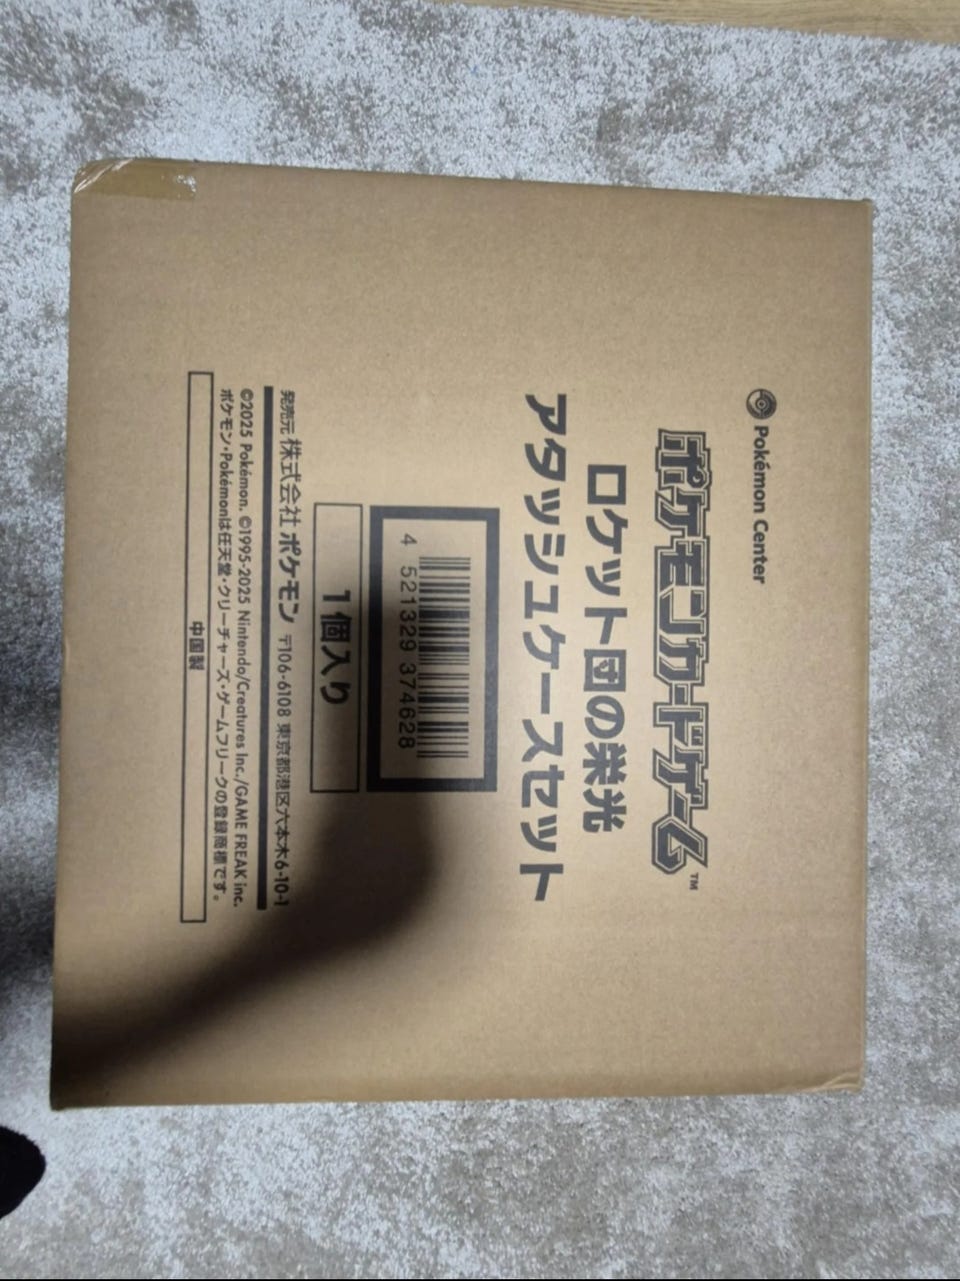 Pokémon Center
ポケモンカードゲーム™
ロケット団の栄光
アタッシュケースセット
4 521329 374628
1個入り
発売元 株式会社 ポケモン 〒106-6108 東京都港区六本木6-10-1
©2025 Pokémon. ©1995-2025 Nintendo/Creatures Inc./GAME FREAK inc.
ポケモン・Pokémonは任天堂・クリーチャーズ・ゲームフリークの登録商標です。
中国製